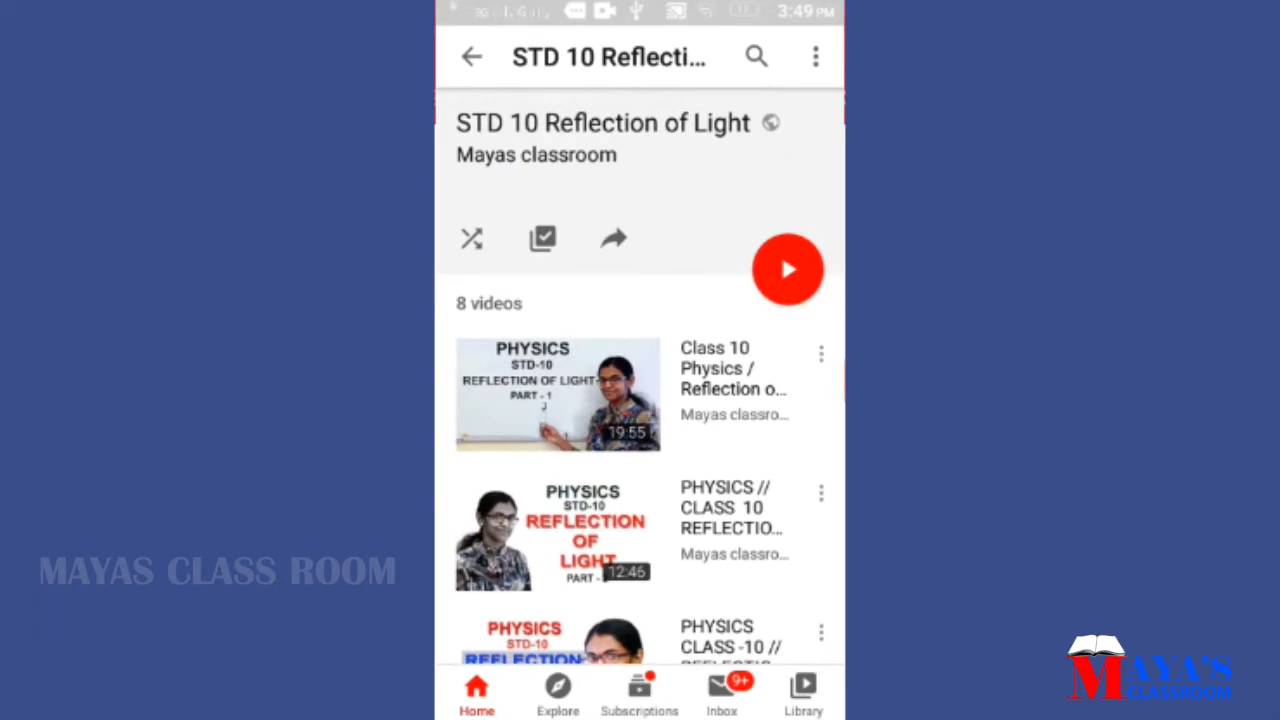 3:49 PM
STD 10 Reflecti...
STD 10 Reflection of Light
Mayas classroom
8 videos
PHYSICS
STD-10
REFLECTION OF LIGHT
PART - 1
19:55
Class 10
Physics /
Reflection o...
Mayas classro...
PHYSICS
STD-10
REFLECTION
OF
LIGHT
PART -
12:46
PHYSICS //
CLASS 10
REFLECTIO...
Mayas classro...
PHYSICS
STD-10
REFLECTION
PHYSICS
CLASS -10 //
MAYAS CLASS ROOM
MAYA'S
CLASSROOM
9+
Home
Explore
Subscriptions
Inbox
Library